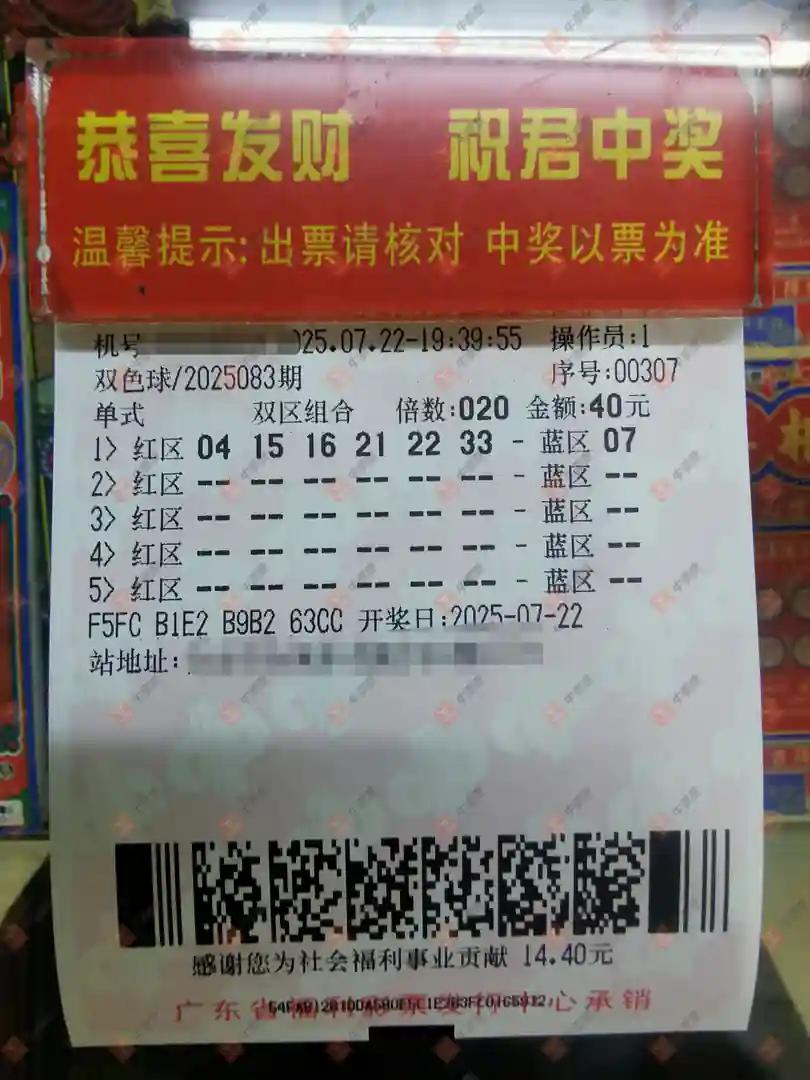 恭喜发财 祝君中奖
温馨提示:出票请核对 中奖以票为准
机号 025.07.22-19:39:55 操作员:1
双色球/2025083期 序号:00307
单式 双区组合 倍数:020 金额:40元
1> 红区 04 15 16 21 22 33 - 蓝区 07
2> 红区 -- -- -- -- -- -- - 蓝区 --
3> 红区 -- -- -- -- -- -- - 蓝区 --
4> 红区 -- -- -- -- -- -- - 蓝区 --
5> 红区 -- -- -- -- -- -- - 蓝区 --
F5FC B1E2 B9B2 63CC 开奖日:2025-07-22
站地址:
感谢您为社会福利事业贡献 14.40元
广东省福利彩票发行中心承销